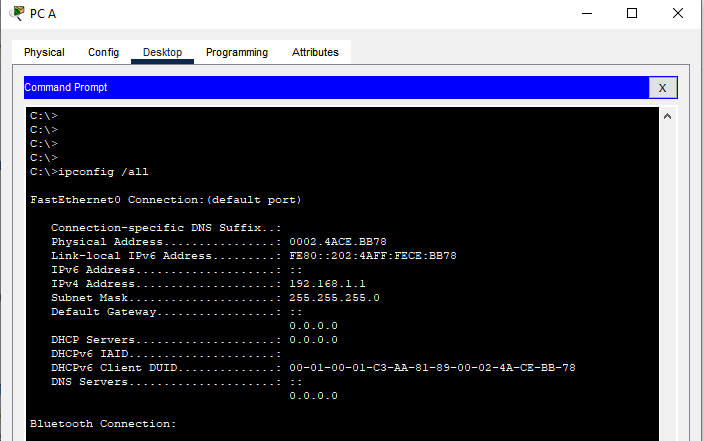 PC A
Physical Config Desktop Programming Attributes
Command Prompt X
C:\>
C:\>
C:\>
C:\>
C:\>ipconfig /all
FastEthernet0 Connection:(default port)
Connection-specific DNS Suffix..:
Physical Address................: 0002.4ACE.BB78
Link-local IPv6 Address.........: FE80::202:4AFF:FECE:BB78
IPv6 Address....................: ::
IPv4 Address....................: 192.168.1.1
Subnet Mask.....................: 255.255.255.0
Default Gateway.................: ::
0.0.0.0
DHCP Servers....................: 0.0.0.0
DHCPv6 IAID.....................:
DHCPv6 Client DUID..............: 00-01-00-01-C3-AA-81-89-00-02-4A-CE-BB-78
DNS Servers.....................: ::
0.0.0.0
Bluetooth Connection: